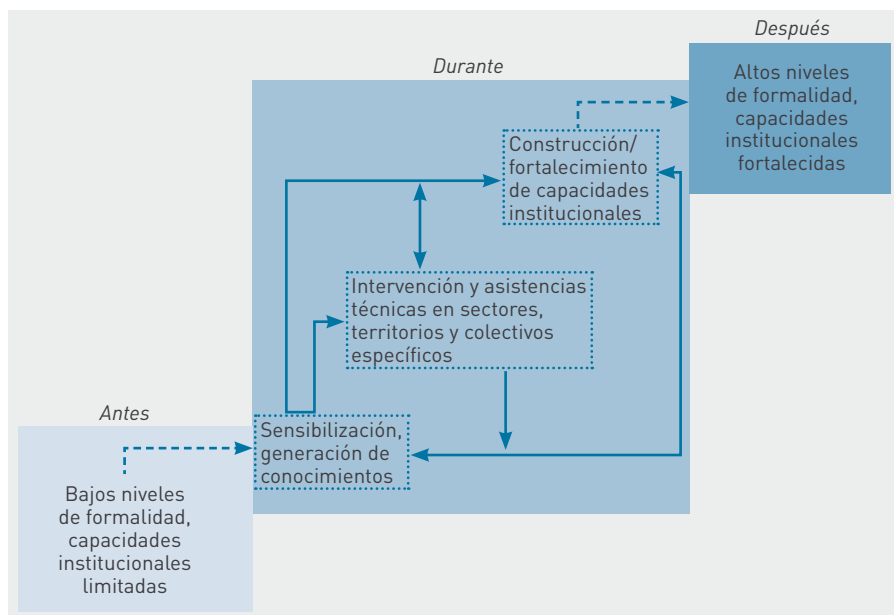 Después
Altos niveles
de formalidad,
capacidades
institucionales
fortalecidas
Durante
Construcción/
fortalecimiento
de capacidades
institucionales
Intervención y asistencias
técnicas en sectores,
territorios y colectivos
específicos
Antes
Sensibilización,
generación de
conocimientos
Bajos niveles
de formalidad,
capacidades
institucionales
limitadas